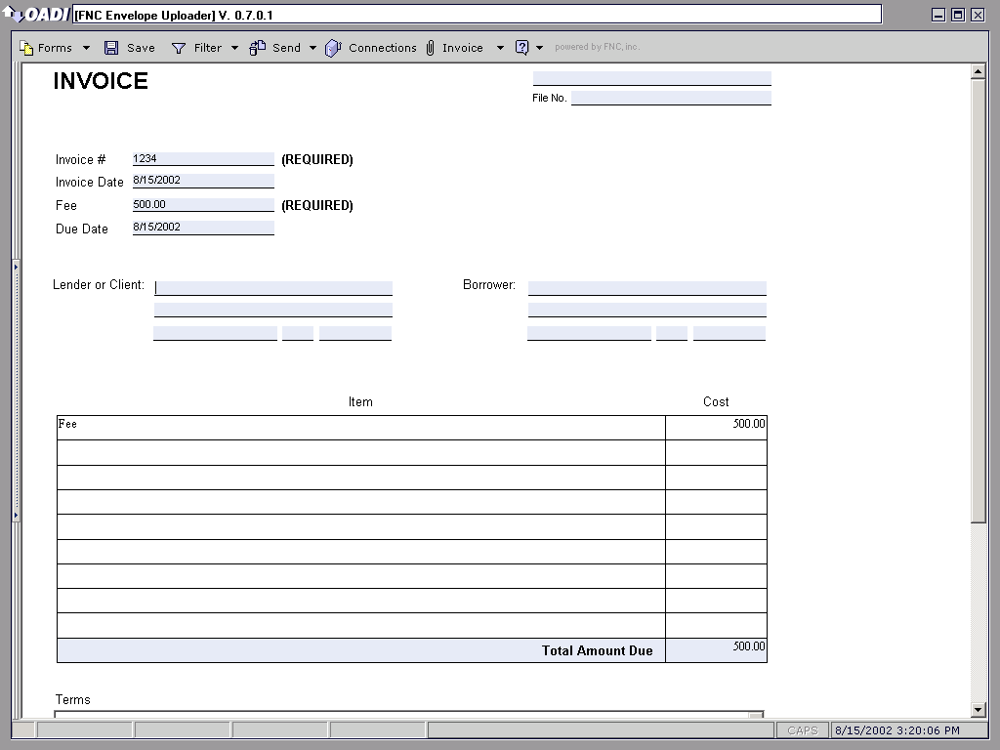 OADI [FNC Envelope Uploader] V. 0.7.0.1
Forms Save Filter Send Connections Invoice ? powered by FNC, inc.
INVOICE
File No.
Invoice # 1234 (REQUIRED)
Invoice Date 8/15/2002
Fee 500.00 (REQUIRED)
Due Date 8/15/2002
Lender or Client: Borrower:
Item Cost
Fee 500.00
Total Amount Due 500.00
Terms
CAPS 8/15/2002 3:20:06 PM